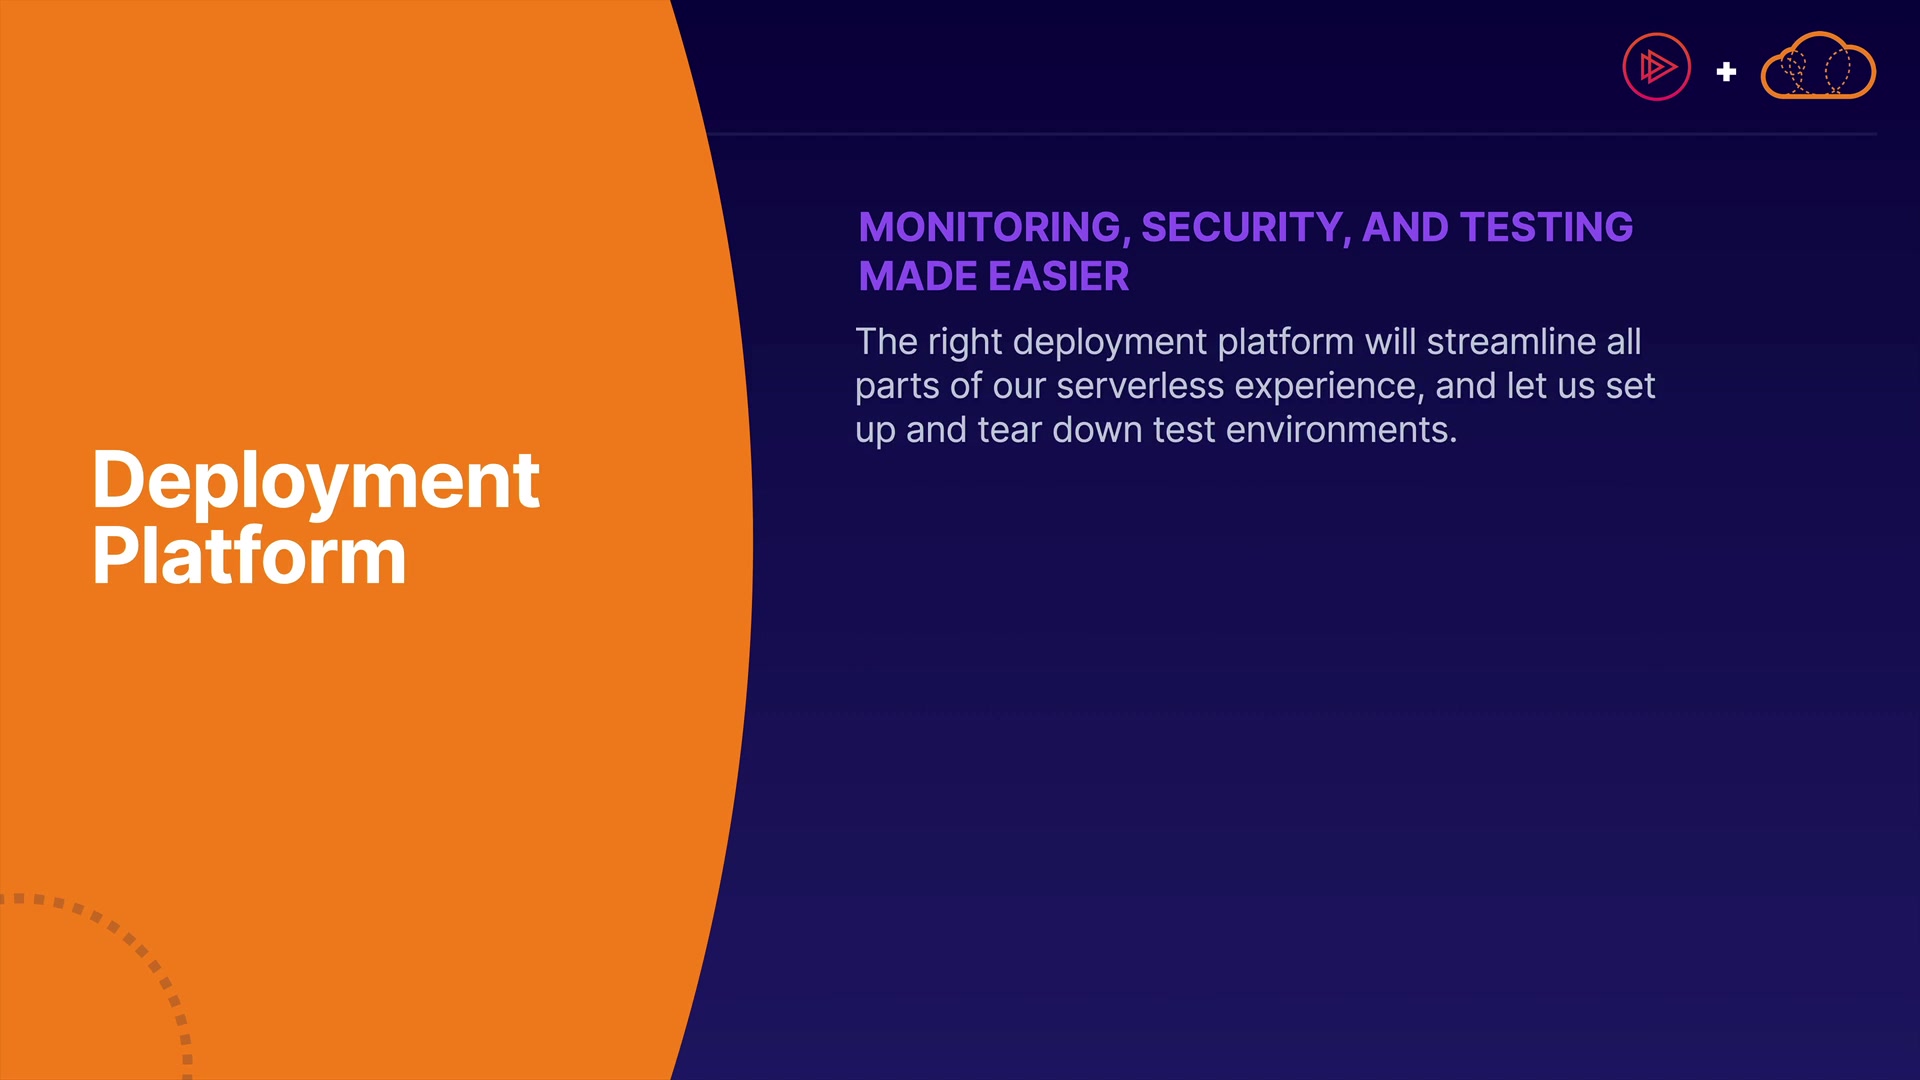 Deployment
Platform
MONITORING, SECURITY, AND TESTING
MADE EASIER
The right deployment platform will streamline all
parts of our serverless experience, and let us set
up and tear down test environments.